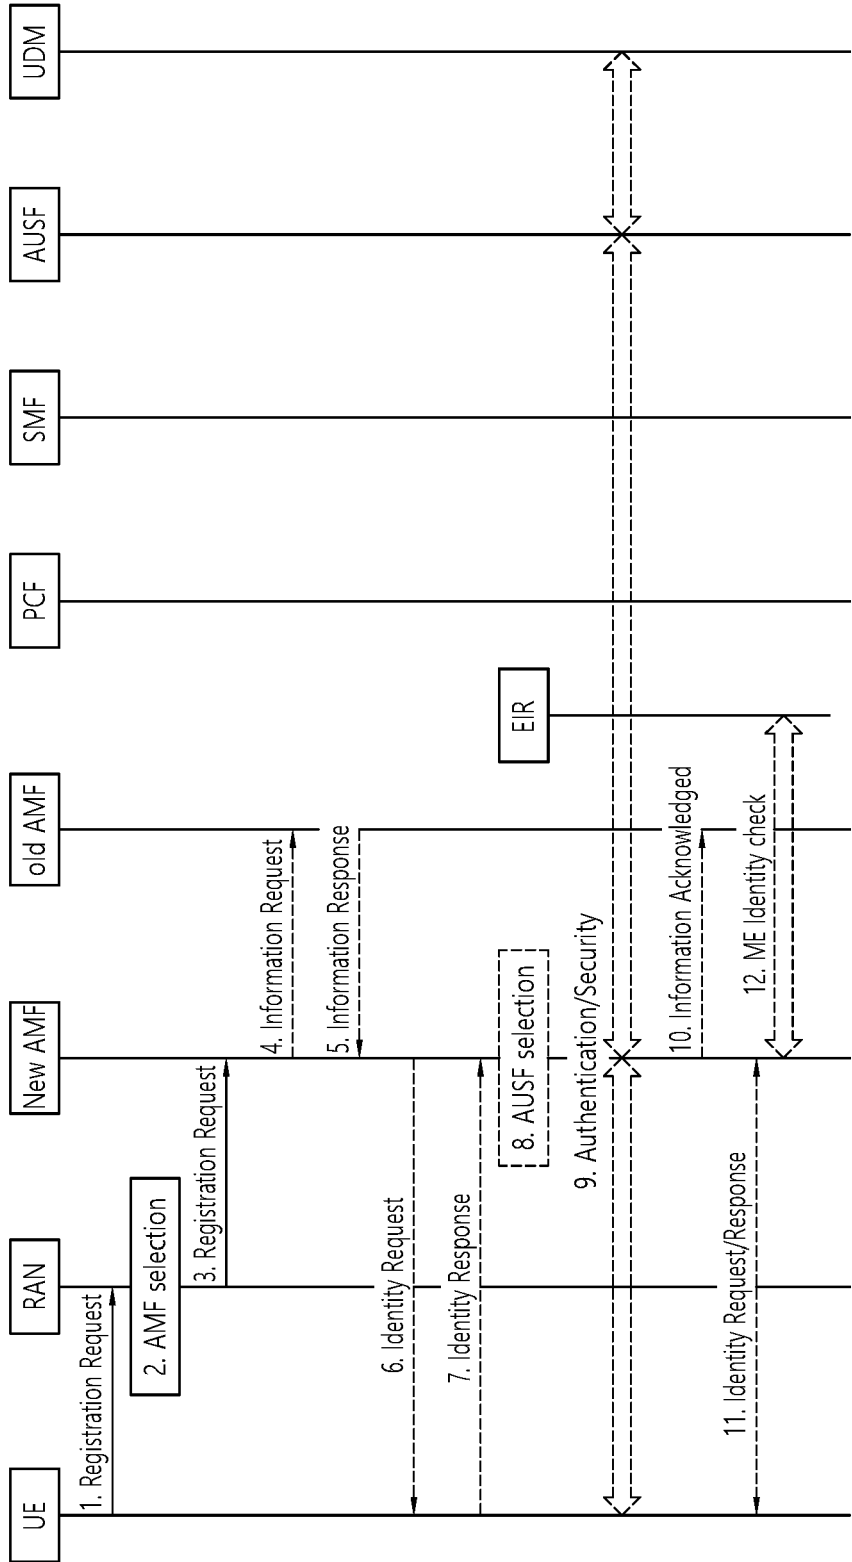 UE
RAN
New AMF
old AMF
PCF
SMF
AUSF
UDM
1. Registration Request
2. AMF selection
3. Registration Request
4. Information Request
5. Information Response
6. Identity Request
7. Identity Response
8. AUSF selection
EIR
9. Authentication/Security
10. Information Acknowledged
11. Identity Request/Response
12. ME Identity check